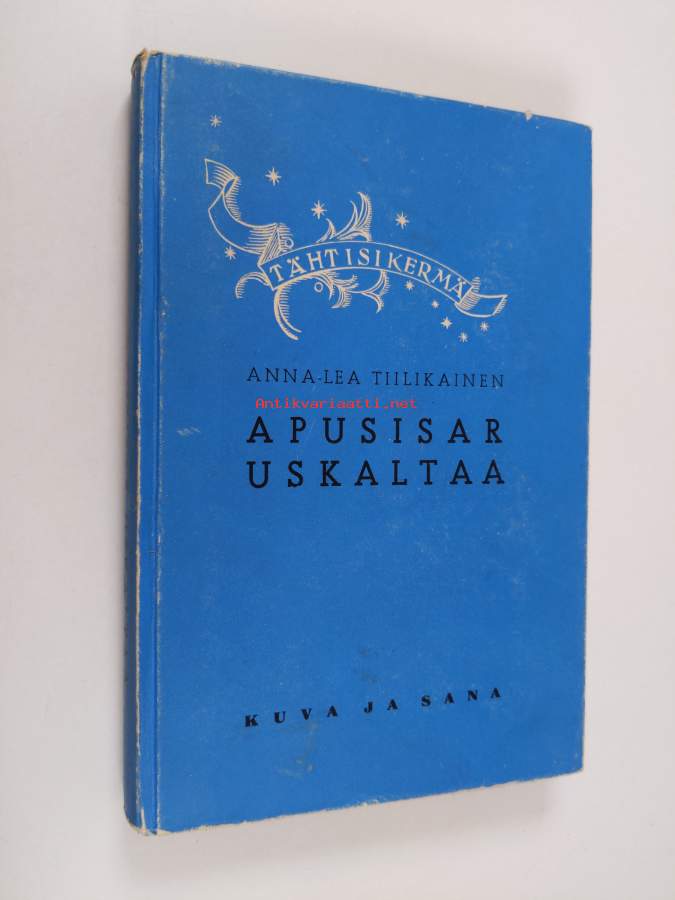 TÄHTISIKERMÄ
ANNA-LEA TIILIKAINEN
Antikvariaatti.net
APUSISAR
USKALTAA
KUVA JA SANA